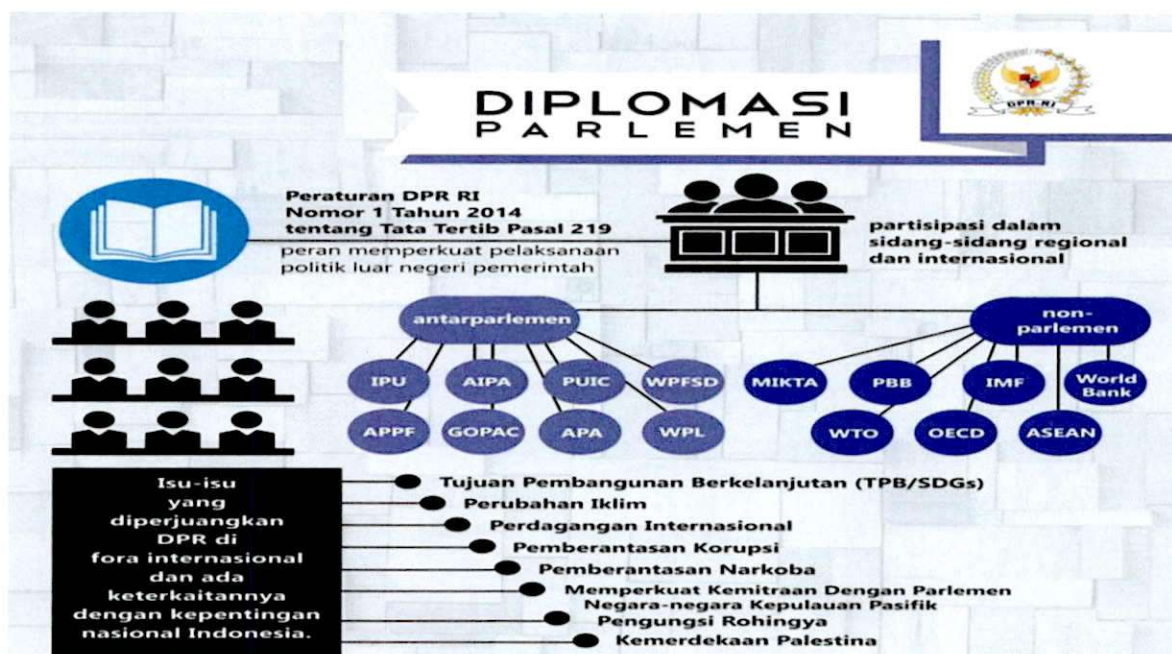 DIPLOMASI
PARLEMEN
DPR-RI
Peraturan DPR RI
Nomor 1 Tahun 2014
tentang Tata Tertib Pasal 219
peran memperkuat pelaksanaan
politik luar negeri pemerintah
partisipasi dalam
sidang-sidang regional
dan internasional
antarparlemen
IPU
AIPA
PUIC
WPFSD
APPF
GOPAC
APA
WPL
non-
parlemen
MIKTA
PBB
IMF
World
Bank
WTO
OECD
ASEAN
Isu-isu
yang
diperjuangkan
DPR di
fora internasional
dan ada
keterkaitannya
dengan kepentingan
nasional Indonesia.
Tujuan Pembangunan Berkelanjutan (TPB/SDGs)
Perubahan Iklim
Perdagangan Internasional
Pemberantasan Korupsi
Pemberantasan Narkoba
Memperkuat Kemitraan Dengan Parlemen
Negara-negara Kepulauan Pasifik
Pengungsi Rohingya
Kemerdekaan Palestina